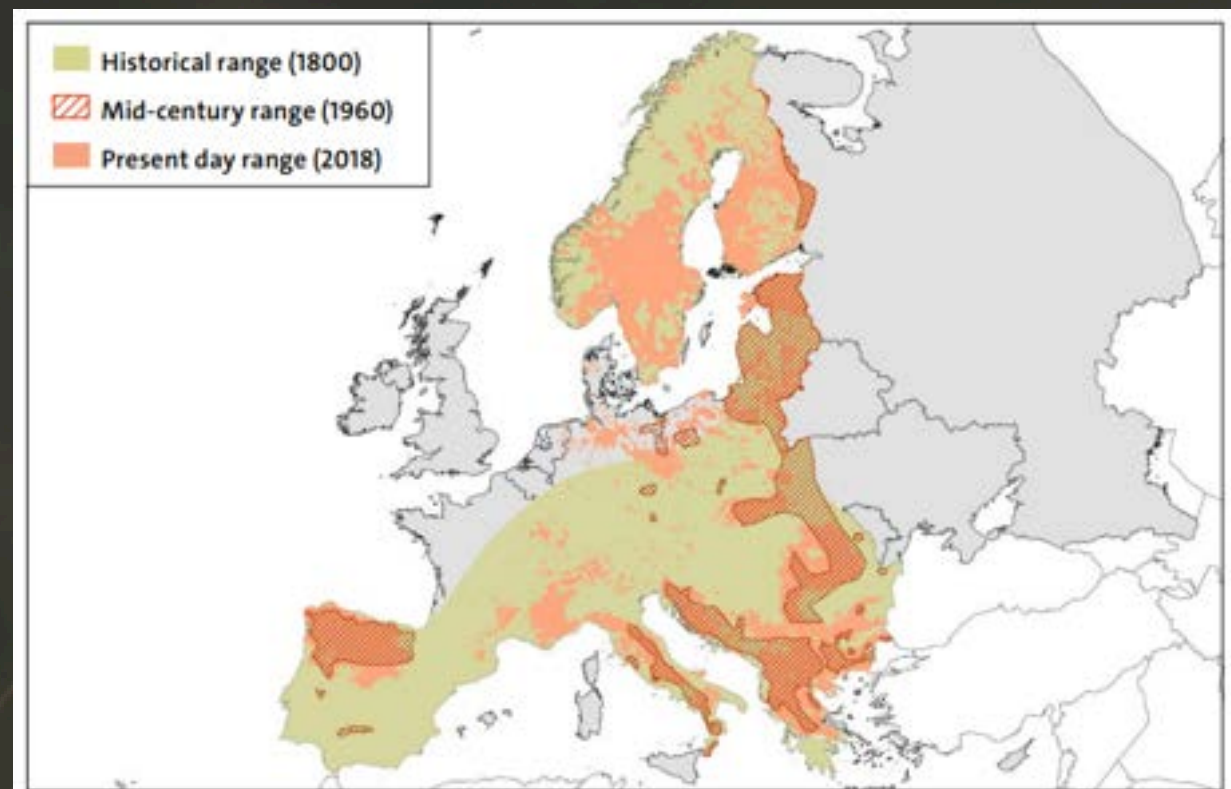 Historical range (1800)
Mid-century range (1960)
Present day range (2018)